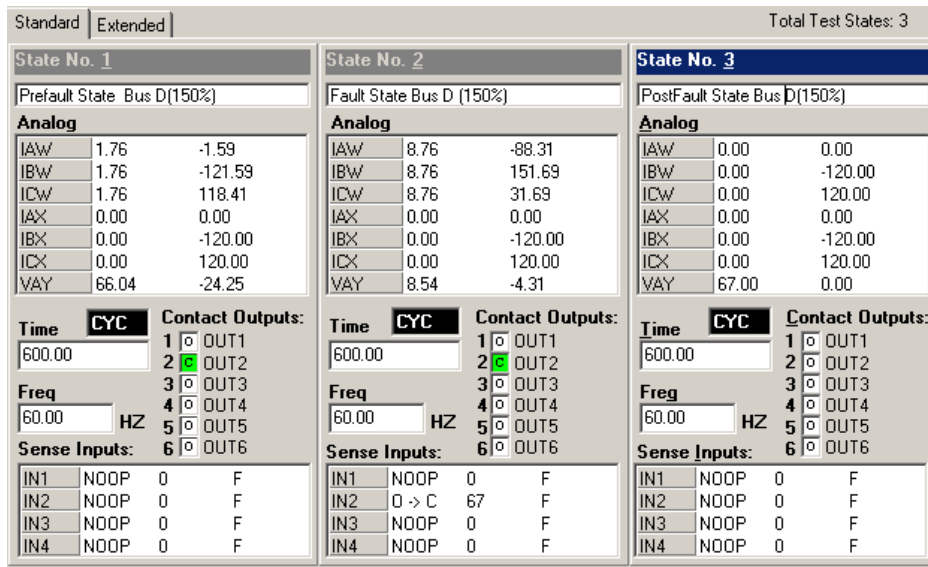 Standard Extended Total Test States: 3
State No. 1 State No. 2 State No. 3
Prefault State Bus D(150%) Fault State Bus D (150%) PostFault State Bus D(150%)
Analog Analog Analog
IAW 1.76 -1.59 IAW 8.76 -88.31 IAW 0.00 0.00
IBW 1.76 -121.59 IBW 8.76 151.69 IBW 0.00 -120.00
ICW 1.76 118.41 ICW 8.76 31.69 ICW 0.00 120.00
IAX 0.00 0.00 IAX 0.00 0.00 IAX 0.00 0.00
IBX 0.00 -120.00 IBX 0.00 -120.00 IBX 0.00 -120.00
ICX 0.00 120.00 ICX 0.00 120.00 ICX 0.00 120.00
VAY 66.04 -24.25 VAY 8.54 -4.31 VAY 67.00 0.00
Time CYC Contact Outputs: Time CYC Contact Outputs: Time CYC Contact Outputs:
1 O OUT1 1 O OUT1 1 O OUT1
600.00 2 C OUT2 600.00 2 C OUT2 600.00 2 O OUT2
Freq 3 O OUT3 Freq 3 O OUT3 Freq 3 O OUT3
60.00 HZ 4 O OUT4 60.00 HZ 4 O OUT4 60.00 HZ 4 O OUT4
5 O OUT5 5 O OUT5 5 O OUT5
Sense Inputs: 6 O OUT6 Sense Inputs: 6 O OUT6 Sense Inputs: 6 O OUT6
IN1 NOOP 0 F IN1 NOOP 0 F IN1 NOOP 0 F
IN2 NOOP 0 F IN2 O -> C 67 F IN2 NOOP 0 F
IN3 NOOP 0 F IN3 NOOP 0 F IN3 NOOP 0 F
IN4 NOOP 0 F IN4 NOOP 0 F IN4 NOOP 0 F